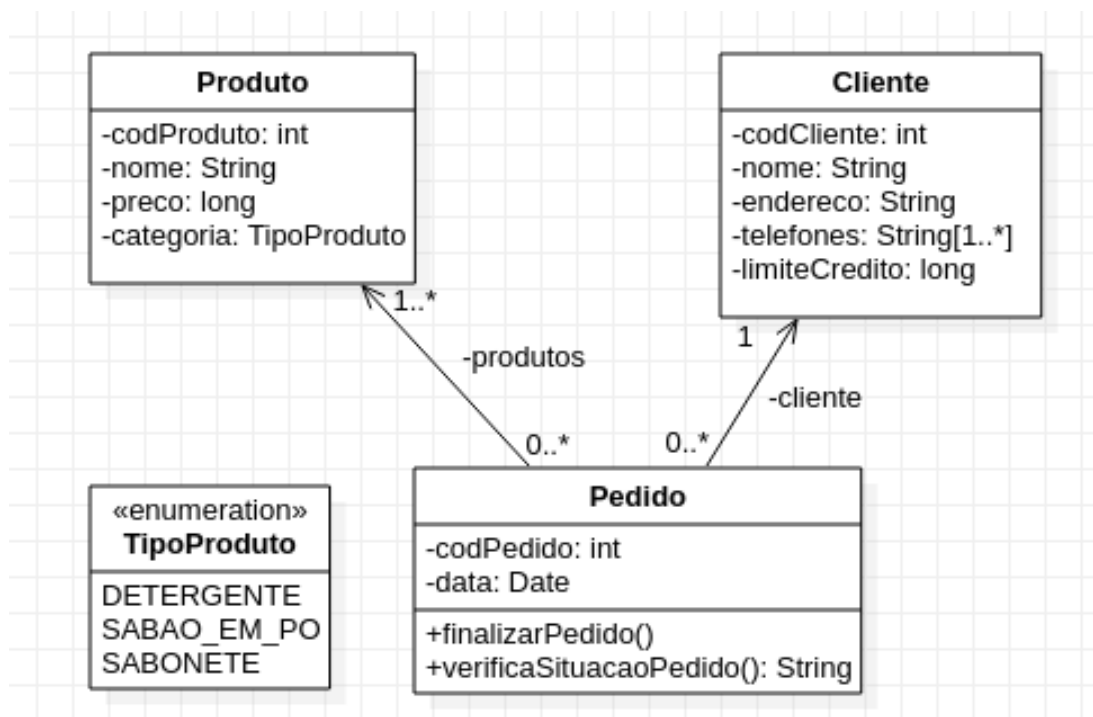 Produto
-codProduto: int
-nome: String
-preco: long
-categoria: TipoProduto
Cliente
-codCliente: int
-nome: String
-endereco: String
-telefones: String[1..*]
-limiteCredito: long
1..*
-produtos
0..*
1
-cliente
0..*
«enumeration»
TipoProduto
DETERGENTE
SABAO_EM_PO
SABONETE
Pedido
-codPedido: int
-data: Date
+finalizarPedido()
+verificaSituacaoPedido(): String